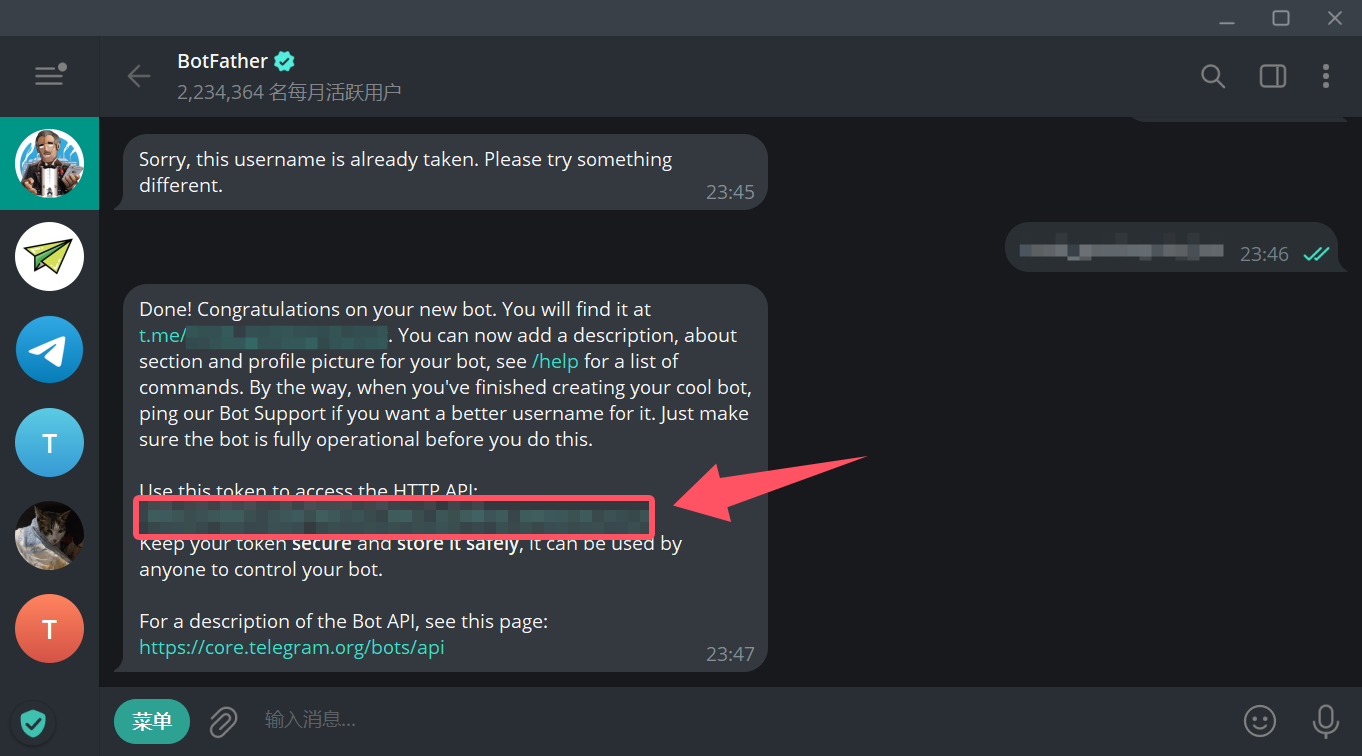 BotFather
2,234,364 名每月活跃用户
Sorry, this username is already taken. Please try something
different.
23:45
23:46
Done! Congratulations on your new bot. You will find it at
t.me/ . You can now add a description, about
section and profile picture for your bot, see /help for a list of
commands. By the way, when you've finished creating your cool bot,
ping our Bot Support if you want a better username for it. Just make
sure the bot is fully operational before you do this.
Use this token to access the HTTP API:
Keep your token secure and store it safely, it can be used by
anyone to control your bot.
For a description of the Bot API, see this page:
https://core.telegram.org/bots/api
23:47
T
T
菜单
输入消息...